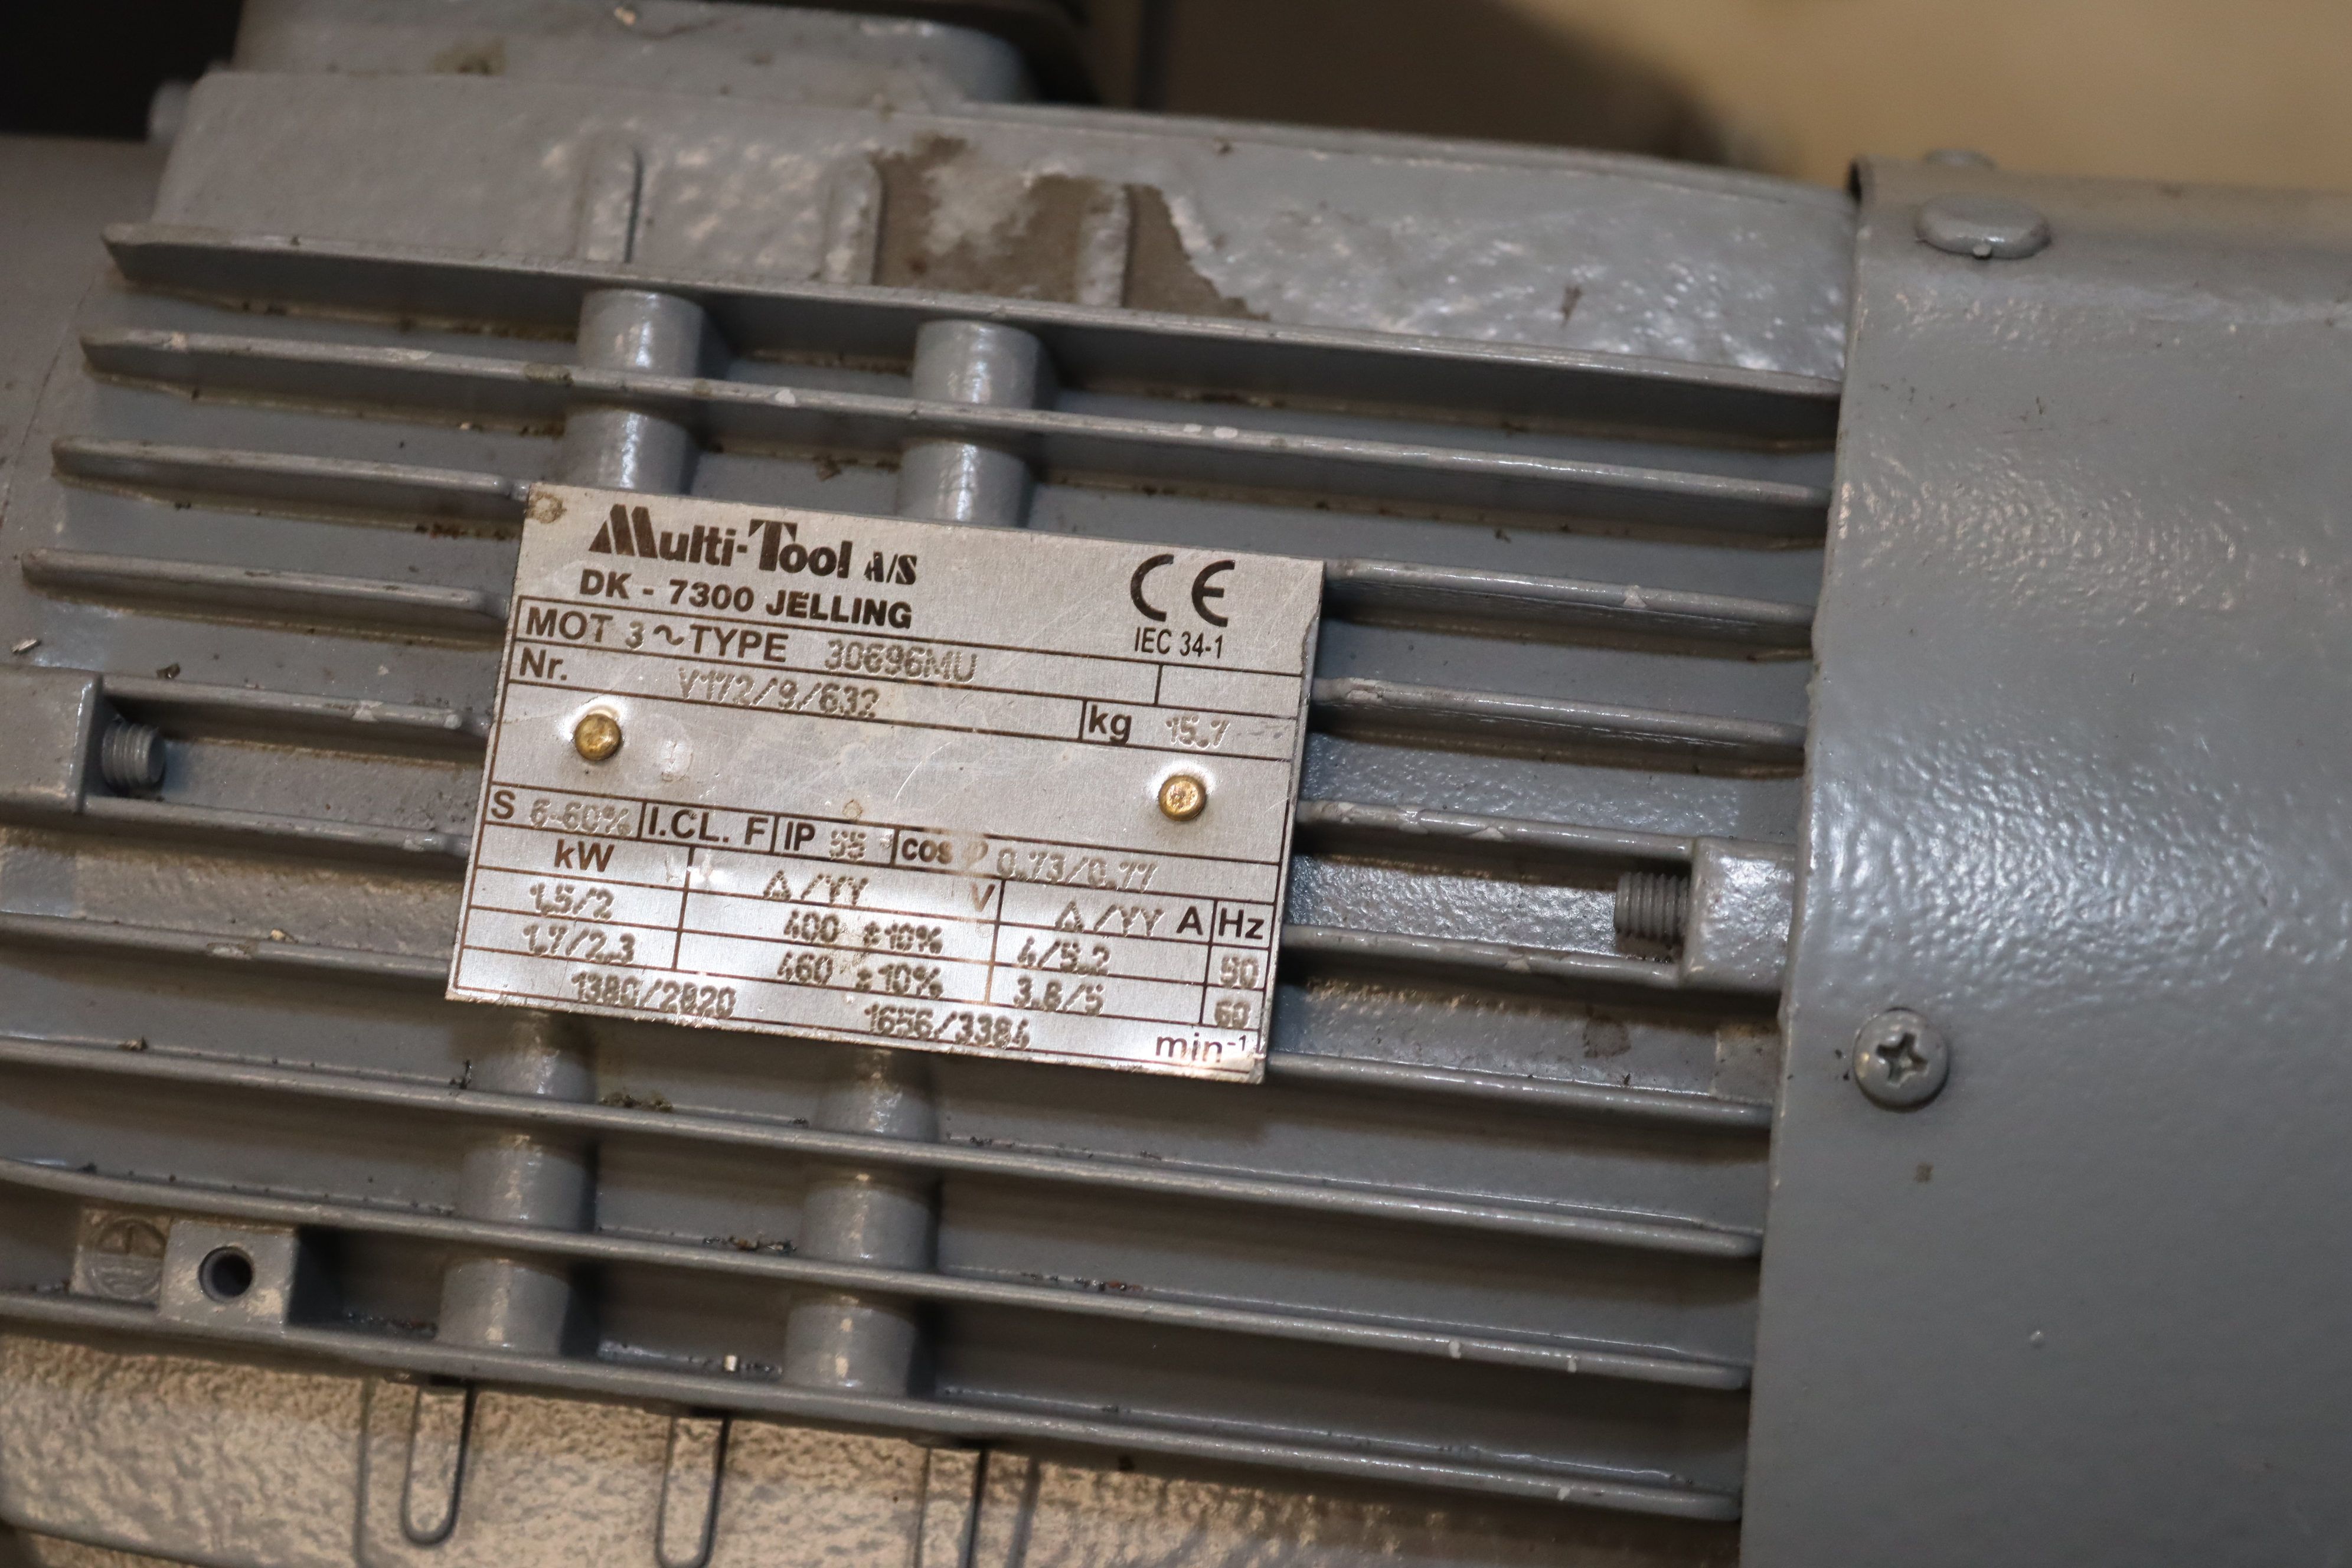 Multi-Tool A/S
DK - 7300 JELLING
CE
IEC 34-1
MOT 3~TYPE 30696MU
Nr. V172/9/632
kg 15.7
S 6-60% I.CL. F IP 55 cos φ 0.73/0.77
kW Δ/YY V Δ/YY A Hz
1.5/2 400 ±10% 4/5.2 50
1.7/2.3 460 ±10% 3.8/5 60
1380/2820 1656/3384 min-1